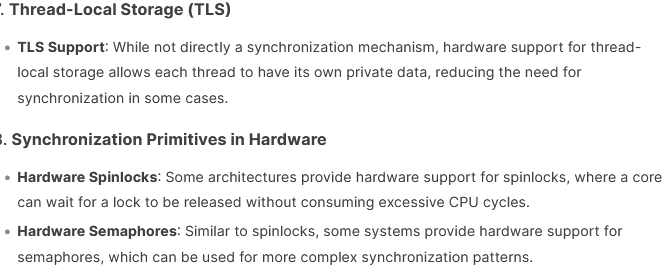 . Thread-Local Storage (TLS)
• TLS Support: While not directly a synchronization mechanism, hardware support for thread-
local storage allows each thread to have its own private data, reducing the need for
synchronization in some cases.
. Synchronization Primitives in Hardware
• Hardware Spinlocks: Some architectures provide hardware support for spinlocks, where a core
can wait for a lock to be released without consuming excessive CPU cycles.
• Hardware Semaphores: Similar to spinlocks, some systems provide hardware support for
semaphores, which can be used for more complex synchronization patterns.